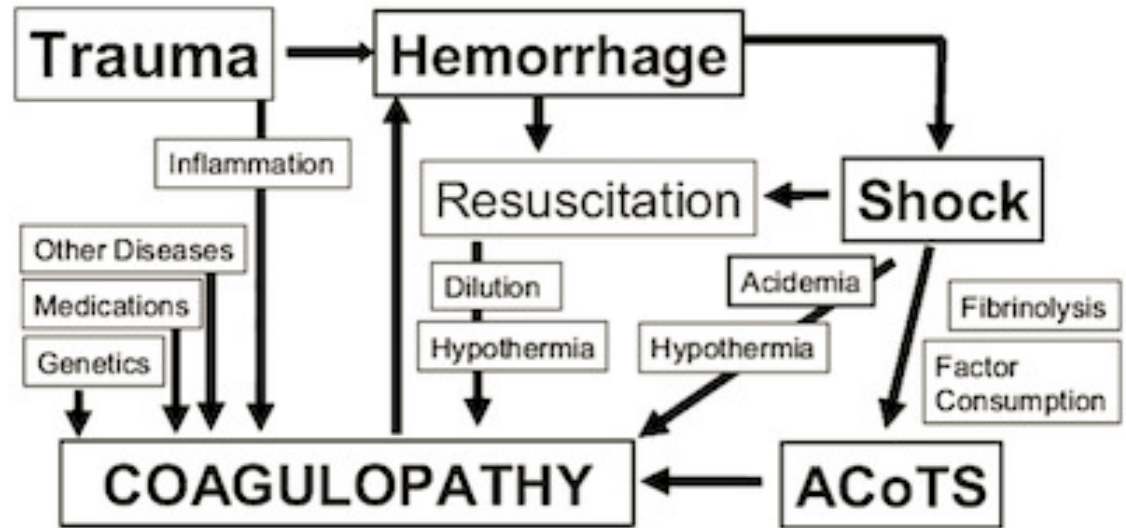 Trauma
Hemorrhage
Inflammation
Resuscitation
Shock
Other Diseases
Medications
Genetics
Dilution
Hypothermia
Acidemia
Hypothermia
Fibrinolysis
Factor
Consumption
COAGULOPATHY
ACoTS